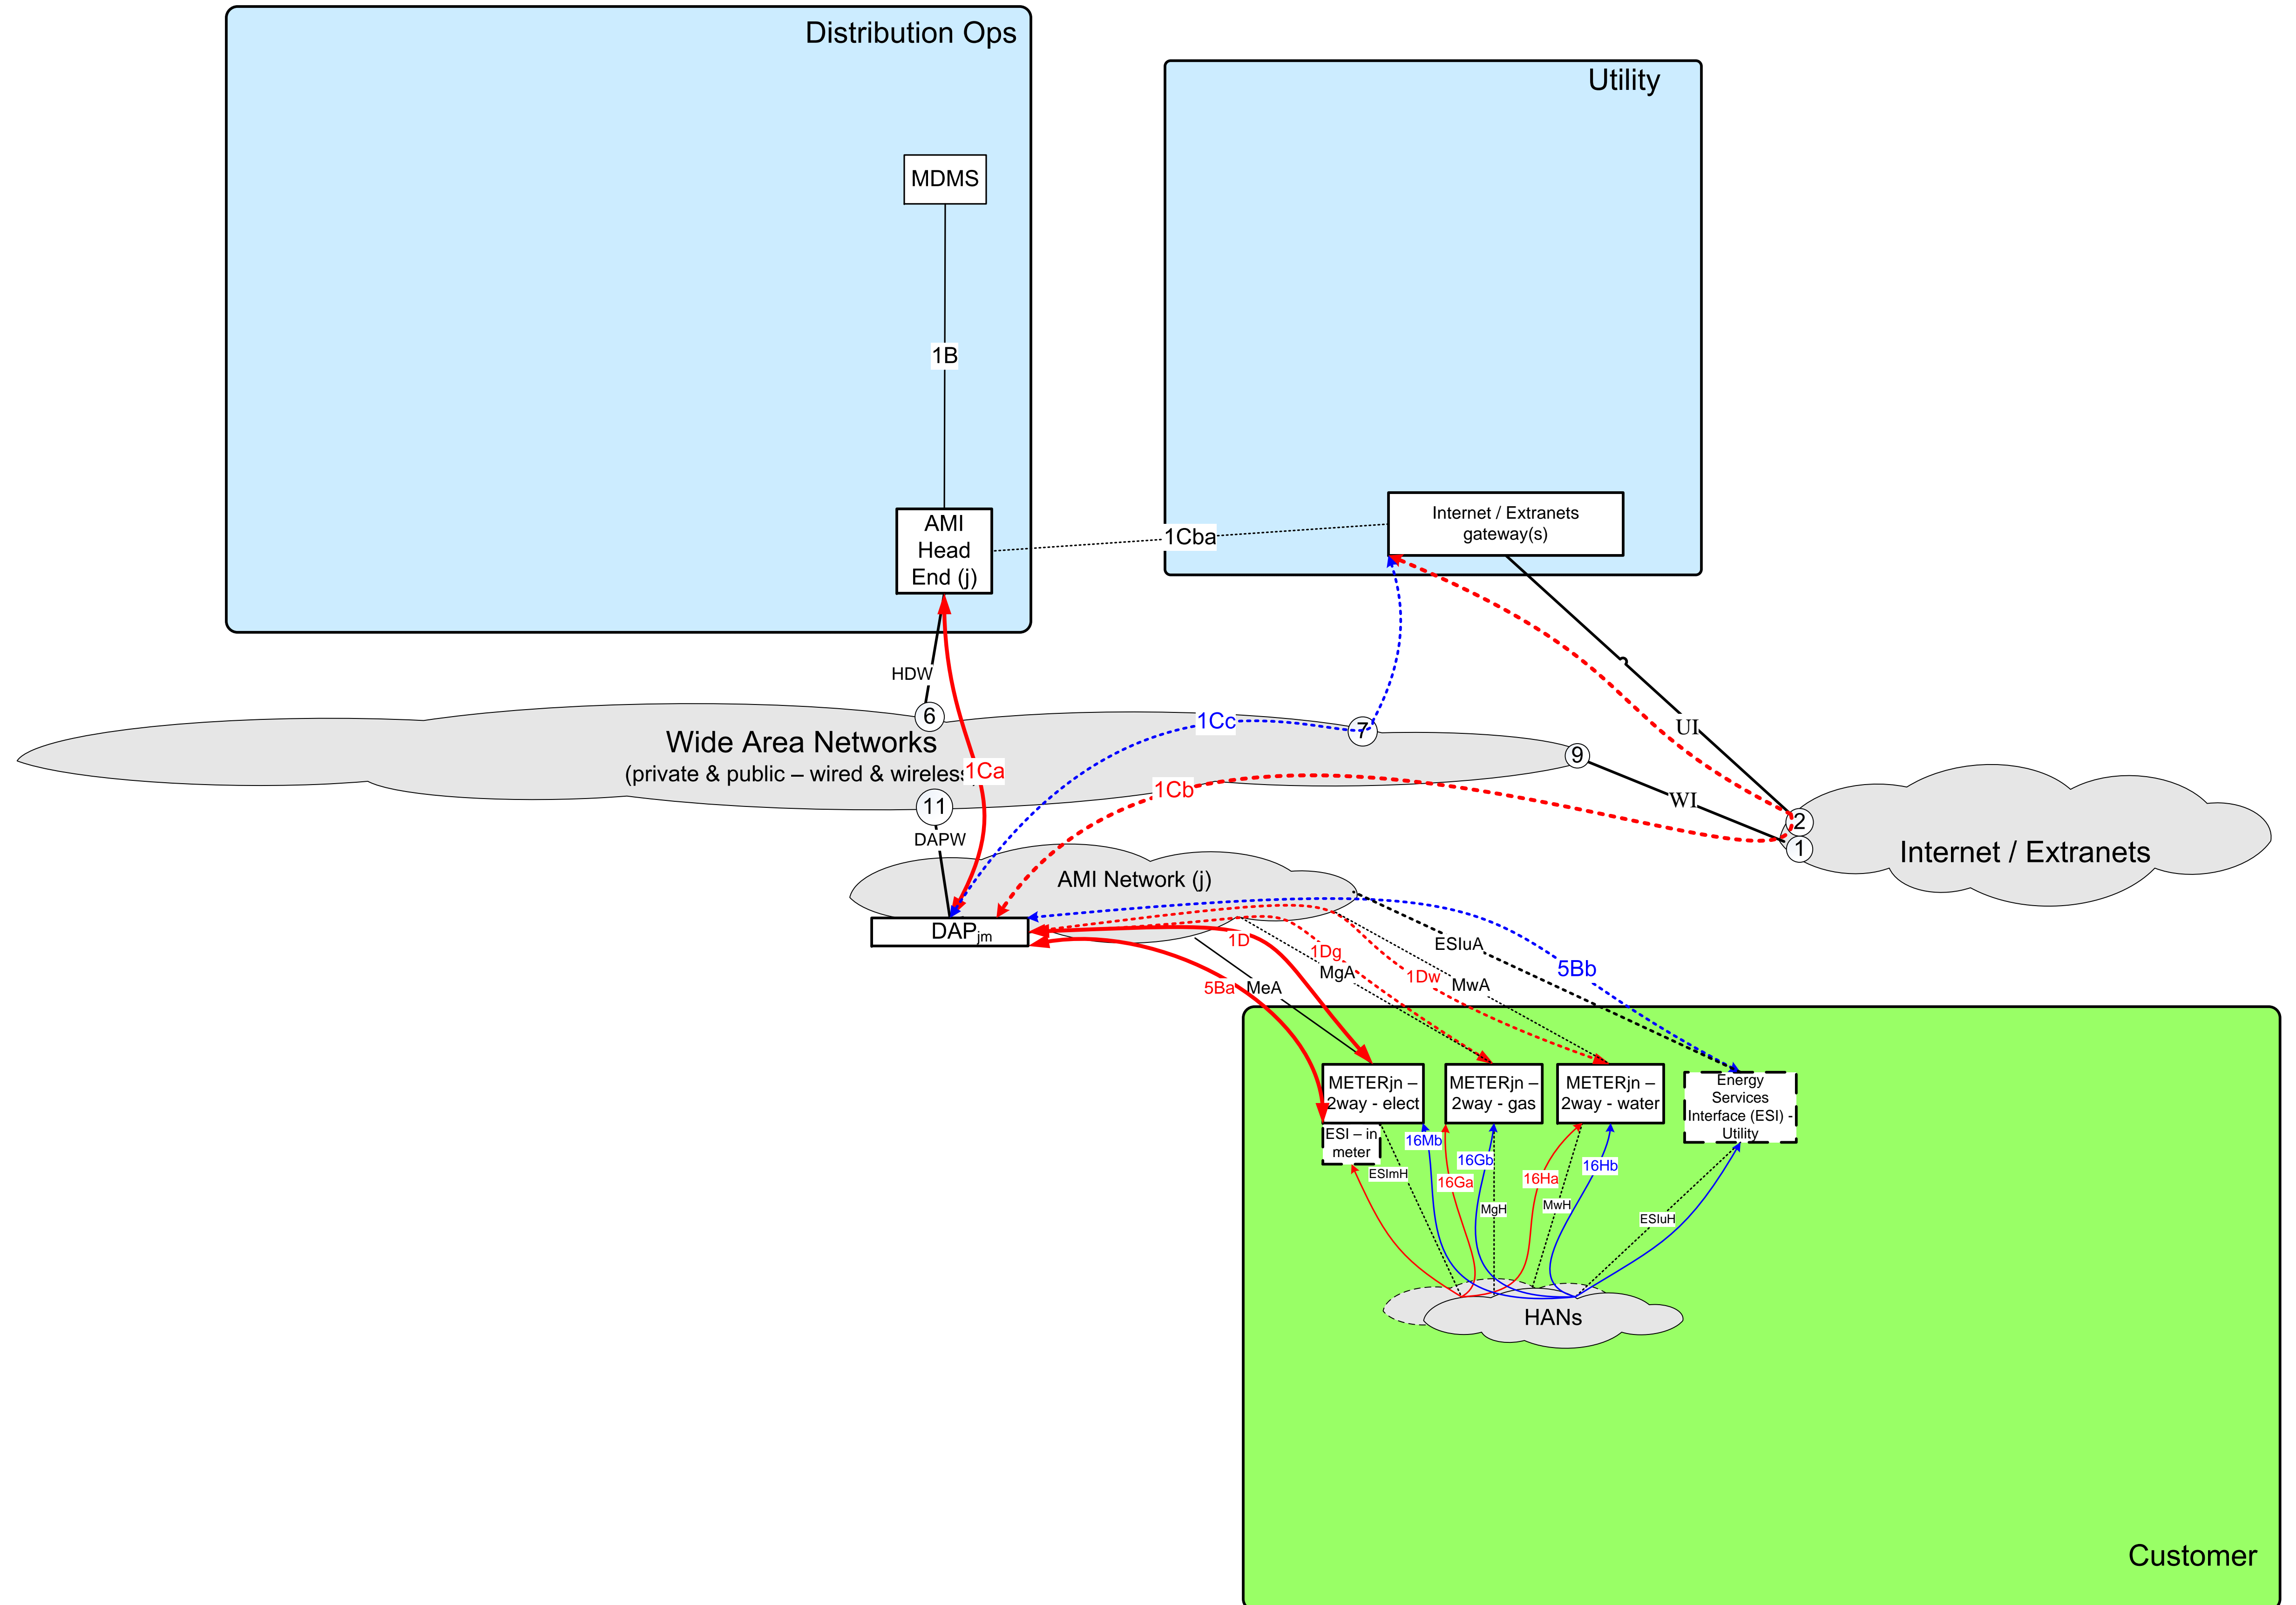 Distribution Ops
Utility
MDMS
1B
AMI
Head
End (j)
1Cba
Internet / Extranets
gateway(s)
HDW
6
1Cc
7
UI
Wide Area Networks
(private & public – wired & wireless
1Ca
9
1Cb
WI
11
2
DAPW
1
Internet / Extranets
AMI Network (j)
DAPjm
1D
ESIuA
1Dg
MgA
5Bb
1Dw
MwA
5Ba
MeA
METERjn –
2way - elect
METERjn –
2way - gas
METERjn –
2way - water
Energy
Services
Interface (ESI) -
Utility
ESI – in
meter
16Mb
16Gb
16Hb
ESImH
16Ga
16Ha
MgH
MwH
ESIuH
HANs
Customer